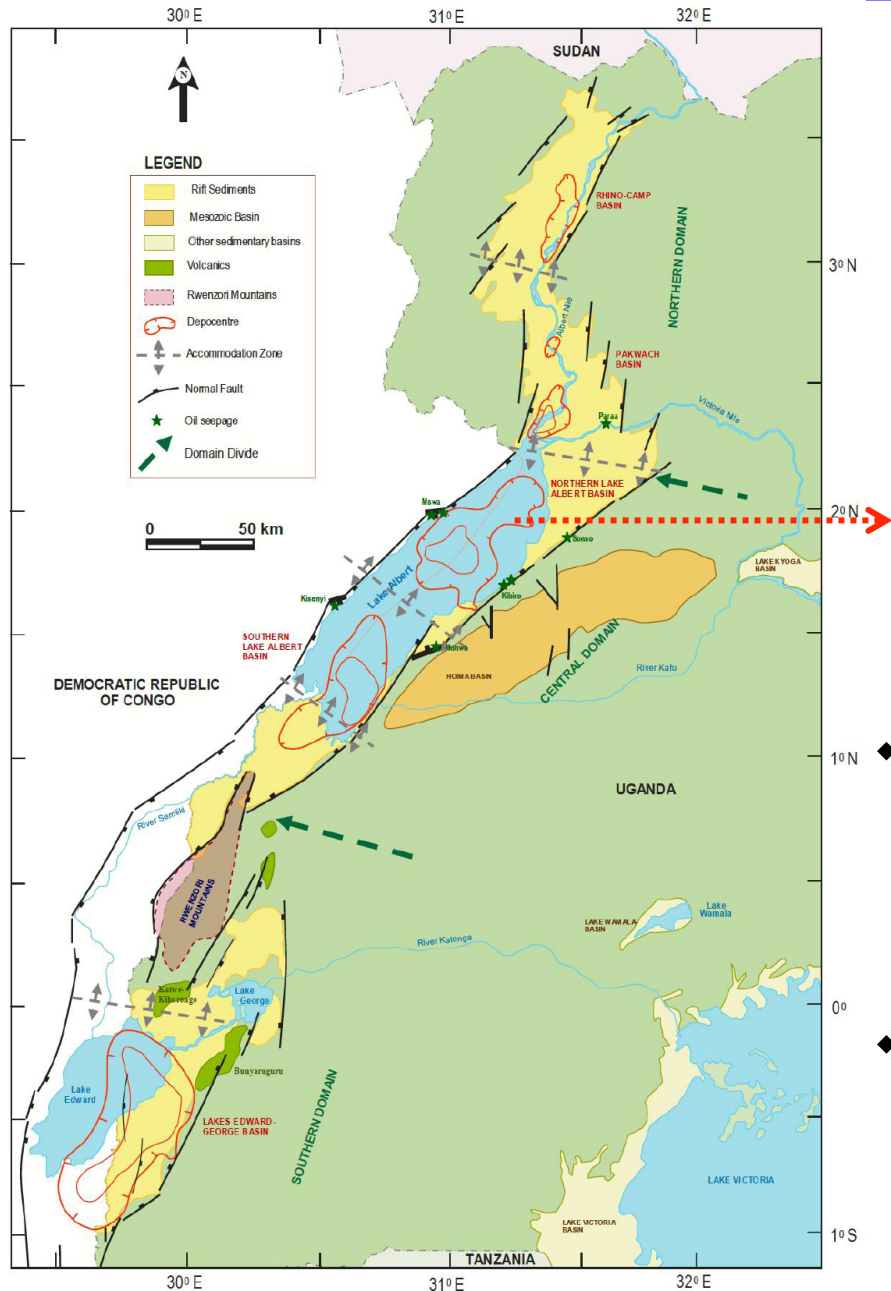 30⁰ E
31⁰ E
32⁰ E
SUDAN
N
LEGEND
Rift Sediments
Mesozoic Basin
Other sedimentary basins
Volcanics
Rwenzori Mountains
Depocentre
Accommodation Zone
Normal Fault
Oil seepage
Domain Divide
0 50 km
RHINO-CAMP
BASIN
NORTHERN DOMAIN
3⁰ N
Albert Nile
PAKWACH
BASIN
Paraa
Victoria Nile
NORTHERN LAKE
ALBERT BASIN
Mswa
2⁰ N
Sonso
LAKE KYOGA
BASIN
Lake Albert
Kibiro
Kisenyi
SOUTHERN
LAKE ALBERT
BASIN
HOIMA BASIN
CENTRAL DOMAIN
River Kafu
DEMOCRATIC REPUBLIC
OF CONGO
1⁰ N
UGANDA
River Semliki
RWENZORI
MOUNTAINS
LAKE WAMALA
BASIN
Lake
Wamala
River Katonga
Katwe-
Lake
George
0⁰
Bunyaruguru
Lake
Edward
LAKES EDWARD-
GEORGE BASIN
SOUTHERN DOMAIN
LAKE VICTORIA
LAKE VICTORIA
BASIN
1⁰ S
TANZANIA
30⁰ E
31⁰ E
32⁰ E